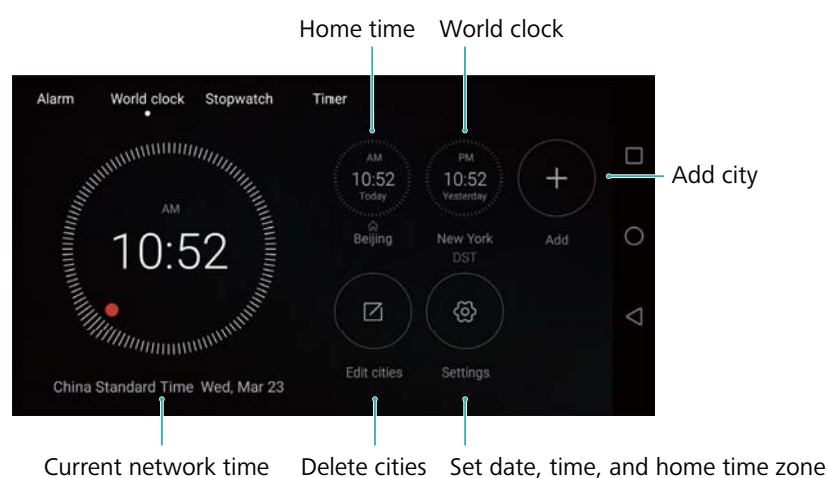 Home time World clock
Alarm World clock Stopwatch Timer
AM
10:52
AM
10:52
Today
Beijing
PM
10:52
Yesterday
New York
DST
Add
Add city
Edit cities
Settings
China Standard Time Wed, Mar 23
Current network time Delete cities Set date, time, and home time zone